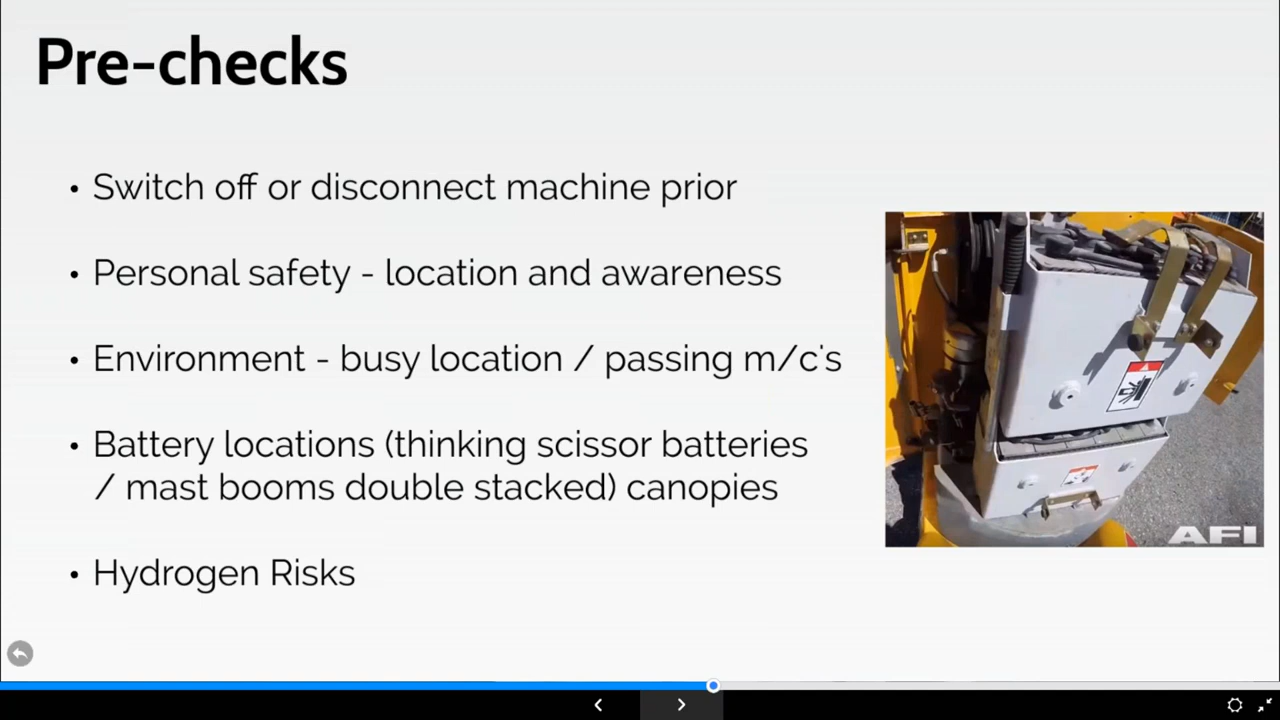 Pre-checks
• Switch off or disconnect machine prior
• Personal safety - location and awareness
• Environment - busy location / passing m/c's
• Battery locations (thinking scissor batteries
/ mast booms double stacked) canopies
• Hydrogen Risks
AFI